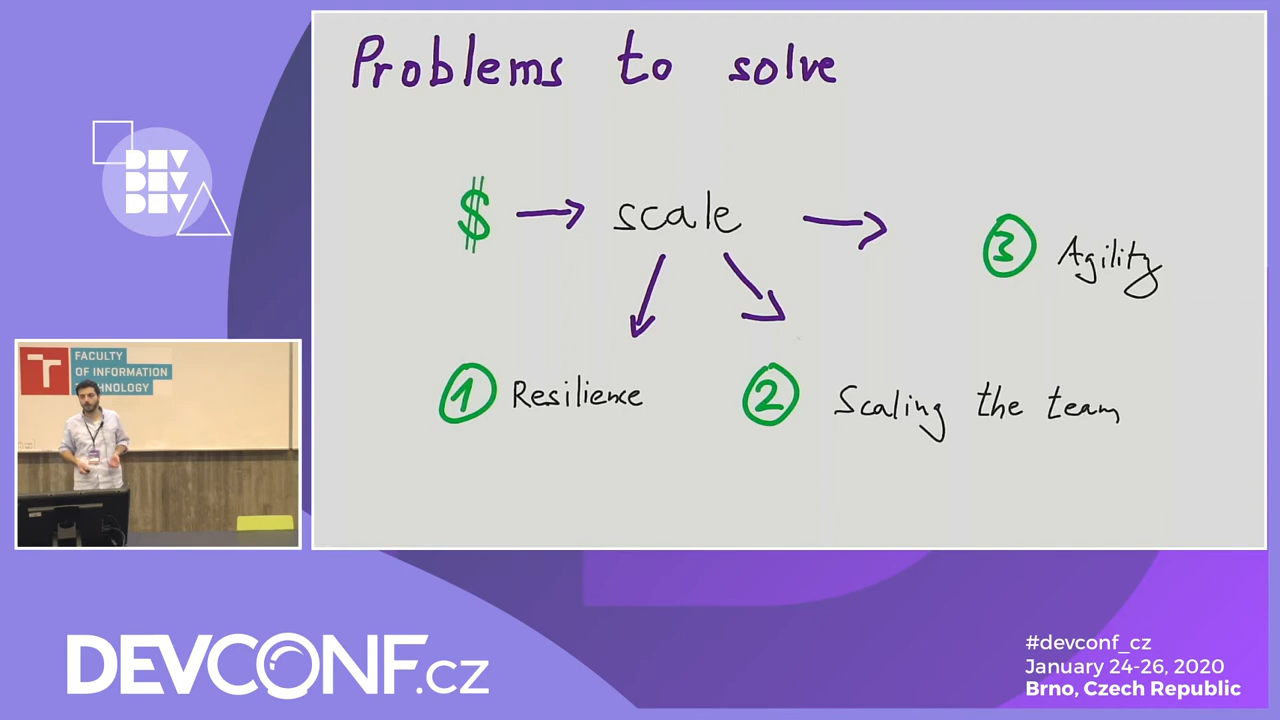 Problems to solve
$ → scale →
3 Agility
1 Resilience
2 Scaling the team
DEV
DEV
DEV
FACULTY
OF INFORMATION
TECHNOLOGY
DEVCONF.cz
#devconf_cz
January 24-26, 2020
Brno, Czech Republic